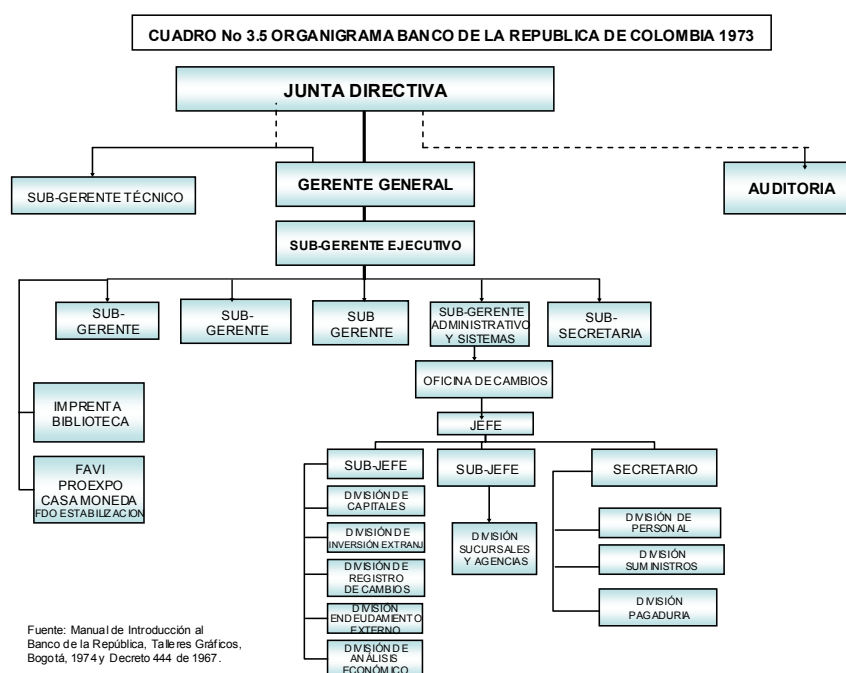 CUADRO No 3.5 ORGANIGRAMA BANCO DE LA REPUBLICA DE COLOMBIA 1973
JUNTA DIRECTIVA
SUB-GERENTE TÉCNICO
GERENTE GENERAL
AUDITORIA
SUB-GERENTE EJECUTIVO
SUB-
GERENTE
SUB-
GERENTE
SUB
GERENTE
SUB-GERENTE
ADMINISTRATIVO
Y SISTEMAS
SUB-
SECRETARIA
OFICINA DE CAMBIOS
IMPRENTA
BIBLIOTECA
JEFE
FAVI
PROEXPO
CASA MONEDA
FDO ESTABILIZACION
SUB-JEFE
SUB-JEFE
SECRETARIO
DIVISIÓN DE
CAPITALES
DIVISIÓN DE
INVERSIÓN EXTRANJ
DIVISIÓN DE
REGISTRO
DE CAMBIOS
DIVISIÓN
ENDEUDAMIENTO
EXTERNO
DIVISIÓN DE
ANÁLISIS
ECONÓMICO
DIVISIÓN
SUCURSALES
Y AGENCIAS
DIVISIÓN DE
PERSONAL
DIVISIÓN
SUMINISTROS
DIVISIÓN
PAGADURIA
Fuente: Manual de Introducción al
Banco de la República, Talleres Gráficos,
Bogotá, 1974 y Decreto 444 de 1967.